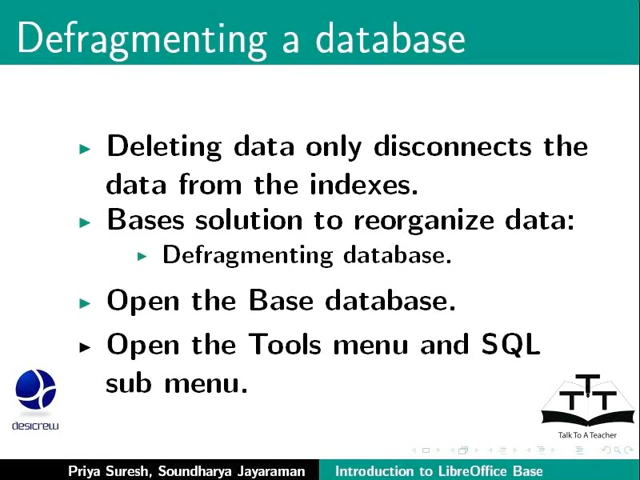 Defragmenting a database
Deleting data only disconnects the
data from the indexes.
Bases solution to reorganize data:
Defragmenting database.
Open the Base database.
Open the Tools menu and SQL
sub menu.
desicrew
TTT
Talk To A Teacher
Priya Suresh, Soundharya Jayaraman
Introduction to LibreOffice Base